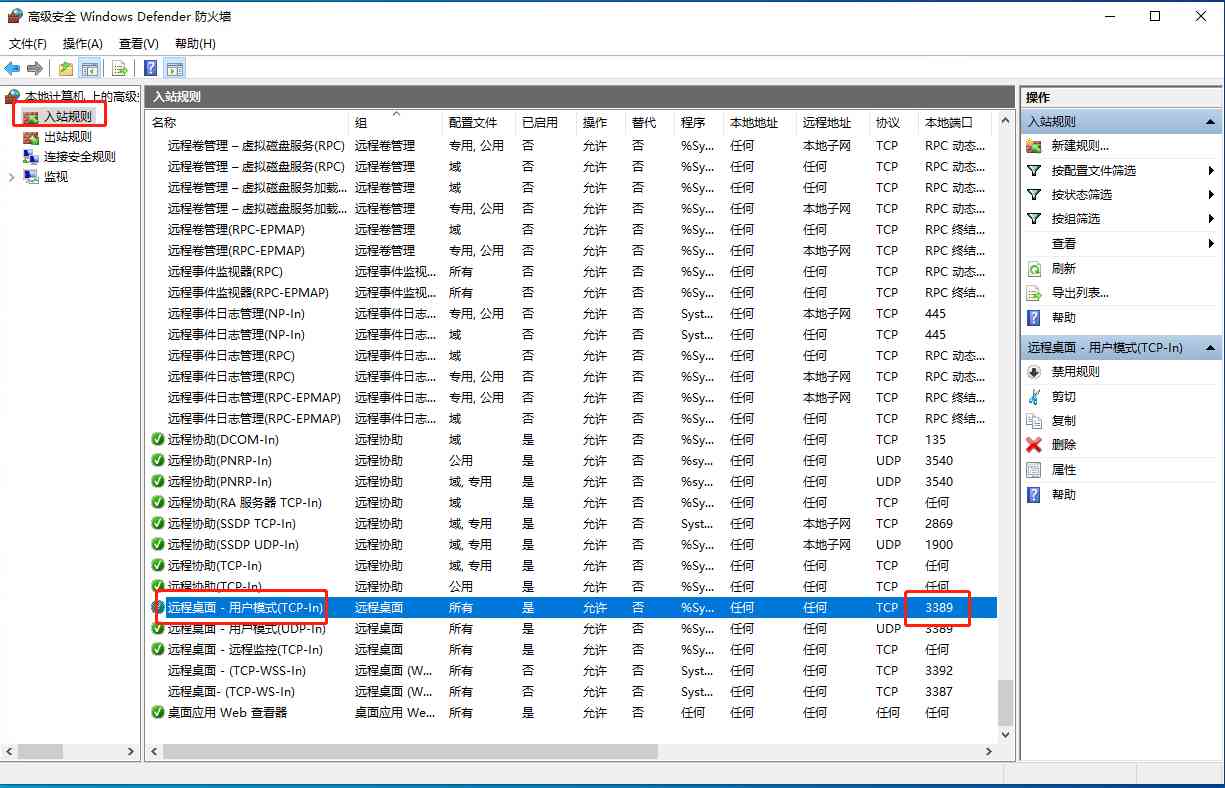 高级安全 Windows Defender 防火墙
文件(F) 操作(A) 查看(V) 帮助(H)
本地计算机 上的高级
入站规则
出站规则
连接安全规则
监视
入站规则
名称 组 配置文件 已启用 操作 替代 程序 本地地址 远程地址 协议 本地端口
远程卷管理 – 虚拟磁盘服务(RPC) 远程卷管理 专用, 公用 否 允许 否 %Sy... 任何 本地子网 TCP RPC 动态...
远程卷管理 – 虚拟磁盘服务(RPC) 远程卷管理 域 否 允许 否 %Sy... 任何 任何 TCP RPC 动态...
远程卷管理 – 虚拟磁盘服务加载... 远程卷管理 域 否 允许 否 %Sy... 任何 任何 TCP RPC 动态...
远程卷管理 – 虚拟磁盘服务加载... 远程卷管理 专用, 公用 否 允许 否 %Sy... 任何 本地子网 TCP RPC 动态...
远程卷管理(RPC-EPMAP) 远程卷管理 域 否 允许 否 %Sy... 任何 任何 TCP RPC 终结...
远程卷管理(RPC-EPMAP) 远程卷管理 专用, 公用 否 允许 否 %Sy... 任何 本地子网 TCP RPC 终结...
远程事件监视器(RPC) 远程事件监视... 所有 否 允许 否 %Sy... 任何 任何 TCP RPC 动态...
远程事件监视器(RPC-EPMAP) 远程事件监视... 所有 否 允许 否 %Sy... 任何 任何 TCP RPC 终结...
远程事件日志管理(NP-In) 远程事件日志... 专用, 公用 否 允许 否 Syst... 任何 本地子网 TCP 445
远程事件日志管理(NP-In) 远程事件日志... 域 否 允许 否 Syst... 任何 任何 TCP 445
远程事件日志管理(RPC) 远程事件日志... 域 否 允许 否 %Sy... 任何 任何 TCP RPC 动态...
远程事件日志管理(RPC) 远程事件日志... 专用, 公用 否 允许 否 %Sy... 任何 本地子网 TCP RPC 动态...
远程事件日志管理(RPC-EPMAP) 远程事件日志... 专用, 公用 否 允许 否 %Sy... 任何 本地子网 TCP RPC 终结...
远程事件日志管理(RPC-EPMAP) 远程事件日志... 域 否 允许 否 %Sy... 任何 任何 TCP RPC 终结...
远程协助(DCOM-In) 远程协助 域 是 允许 否 %Sy... 任何 任何 TCP 135
远程协助(PNRP-In) 远程协助 公用 是 允许 否 %sy... 任何 任何 UDP 3540
远程协助(PNRP-In) 远程协助 域, 专用 是 允许 否 %sy... 任何 任何 UDP 3540
远程协助(RA 服务器 TCP-In) 远程协助 域 是 允许 否 %Sy... 任何 任何 TCP 任何
远程协助(SSDP TCP-In) 远程协助 域, 专用 是 允许 否 Syst... 任何 本地子网 TCP 2869
远程协助(SSDP UDP-In) 远程协助 域, 专用 是 允许 否 %Sy... 任何 本地子网 UDP 1900
远程协助(TCP-In) 远程协助 域, 专用 是 允许 否 %Sy... 任何 任何 TCP 任何
远程协助(TCP-In) 远程协助 公用 是 允许 否 %Sy... 任何 任何 TCP 任何
远程桌面 - 用户模式(TCP-In) 远程桌面 所有 是 允许 否 %Sy... 任何 任何 TCP 3389
远程桌面 - 用户模式(UDP-In) 远程桌面 所有 是 允许 否 %Sy... 任何 任何 UDP 3389
远程桌面 - 远程监控(TCP-In) 远程桌面 所有 是 允许 否 %Sy... 任何 任何 TCP 任何
远程桌面 - (TCP-WSS-In) 远程桌面 (W... 所有 否 允许 否 Syst... 任何 任何 TCP 3392
远程桌面- (TCP-WS-In) 远程桌面 (W... 所有 否 允许 否 Syst... 任何 任何 TCP 3387
桌面应用 Web 查看器 桌面应用 We... 所有 是 允许 否 任何 任何 任何 任何 任何
操作
入站规则
新建规则...
按配置文件筛选
按状态筛选
按组筛选
查看
刷新
导出列表...
帮助
远程桌面 - 用户模式(TCP-In)
禁用规则
剪切
复制
删除
属性
帮助